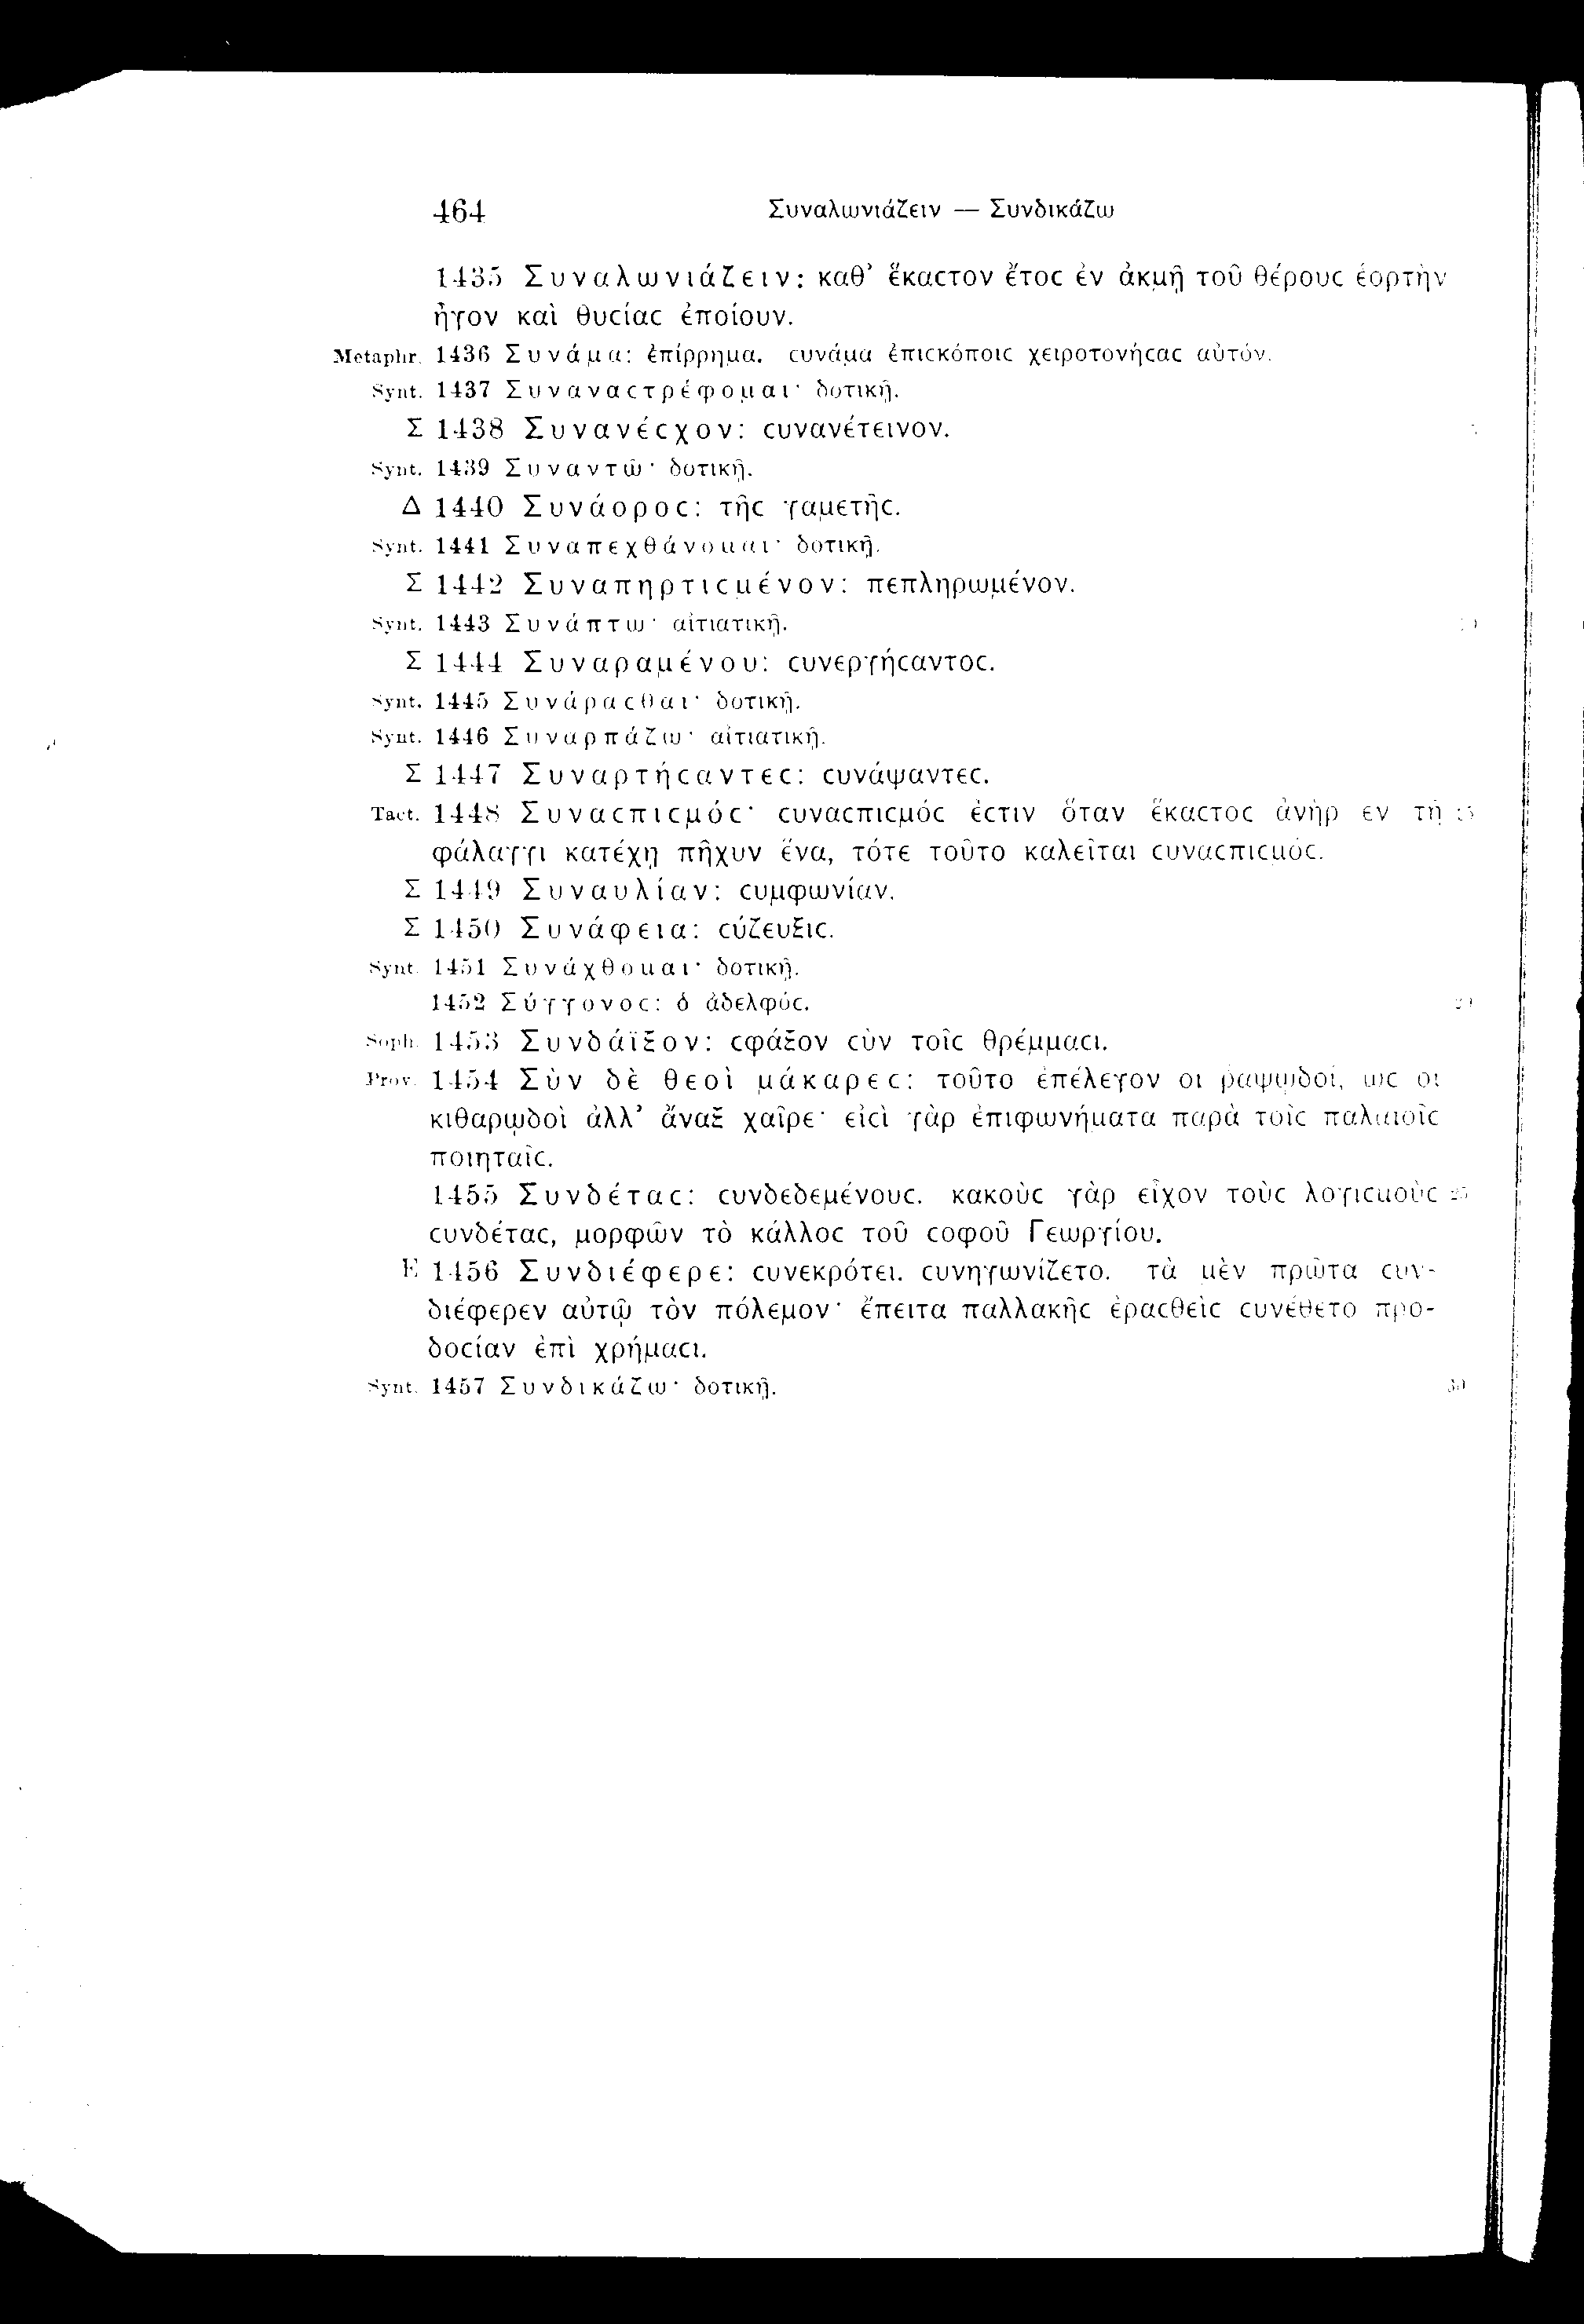 464 Συναλωνιάζειν — Συνδικάζω
1435 Συναλωνιάζειν: καθ’ ἕκαϲτον ἔτοϲ ἐν ἀκμῇ τοῦ θέρουϲ ἑορτὴν
ἦγον καὶ θυϲίαϲ ἐποίουν.
Metaphr. 1436 Συνάμα: ἐπίρρημα. ϲυνάμα ἐπιϲκόποιϲ χειροτονήϲαϲ αὐτόν.
Synt. 1437 Συναναϲτρέφομαι· δοτικῇ.
Σ 1438 Συνανέϲχον: ϲυνανέτεινον.
Synt. 1439 Συναντῶ· δοτικῇ.
Δ 1440 Συνάοροϲ: τῆϲ γαμετῆϲ.
Synt. 1441 Συναπεχθάνομαι· δοτικῇ.
Σ 1442 Συναπηρτιϲμένον: πεπληρωμένον.
Synt. 1443 Συνάπτω· αἰτιατικῇ.
Σ 1444 Συναραμένου: ϲυνεργήϲαντοϲ.
Synt. 1445 Συνάραϲθαι· δοτικῇ.
Synt. 1446 Συναρπάζω· αἰτιατικῇ.
Σ 1447 Συναρτήϲαντεϲ: ϲυνάψαντεϲ.
Tact. 1448 Συναϲπιϲμόϲ· ϲυναϲπιϲμόϲ ἐϲτιν ὅταν ἕκαϲτοϲ ἀνὴρ ἐν τῇ 15
φάλαγγι κατέχῃ πῆχυν ἕνα, τότε τοῦτο καλεῖται ϲυναϲπιϲμόϲ.
Σ 1449 Συναυλίαν: ϲυμφωνίαν.
Σ 1450 Συνάφεια: ϲύζευξιϲ.
Synt. 1451 Συνάχθομαι· δοτικῇ.
1452 Σύγγονοϲ: ὁ ἀδελφόϲ. 20
Soph. 1453 Συνδάϊξον: ϲφάξον ϲὺν τοῖϲ θρέμμαϲι.
Prov. 1454 Σὺν δὲ θεοὶ μάκαρεϲ: τοῦτο ἐπέλεγον οἱ ῥαψῳδοί, ὡϲ οἱ
κιθαρῳδοὶ ἀλλ’ ἄναξ χαῖρε· εἰϲὶ γὰρ ἐπιφωνήματα παρὰ τοῖϲ παλαιοῖϲ
ποιηταῖϲ.
1455 Συνδέταϲ: ϲυνδεδεμένουϲ. κακοὺϲ γὰρ εἶχον τοὺϲ λογιϲμοὺϲ 25
ϲυνδέταϲ, μορφῶν τὸ κάλλοϲ τοῦ ϲοφοῦ Γεωργίου.
E 1456 Συνδιέφερε: ϲυνεκρότει. ϲυνηγωνίζετο. τὰ μὲν πρῶτα ϲυν-
διέφερεν αὐτῷ τὸν πόλεμον· ἔπειτα παλλακῆϲ ἐραϲθεὶϲ ϲυνέθετο προ-
δοϲίαν ἐπὶ χρήμαϲι.
Synt. 1457 Συνδικάζω· δοτικῇ. 30